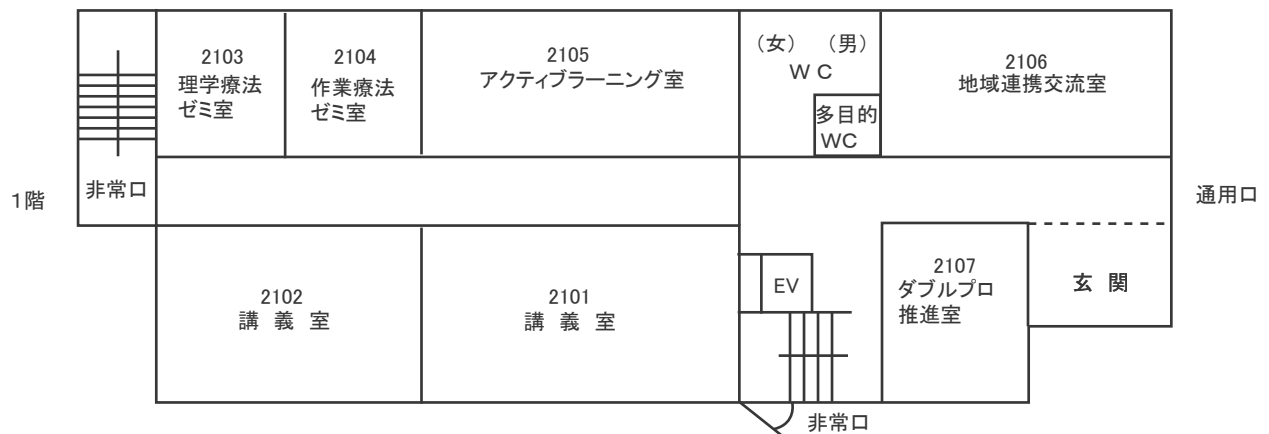 2103
理学療法
ゼミ室
2104
作業療法
ゼミ室
2105
アクティブラーニング室
（女） （男）
ＷＣ
多目的
WC
2106
地域連携交流室
1階
非常口
通用口
2102
講 義 室
2101
講 義 室
EV
2107
ダブルプロ
推進室
玄 関
非常口